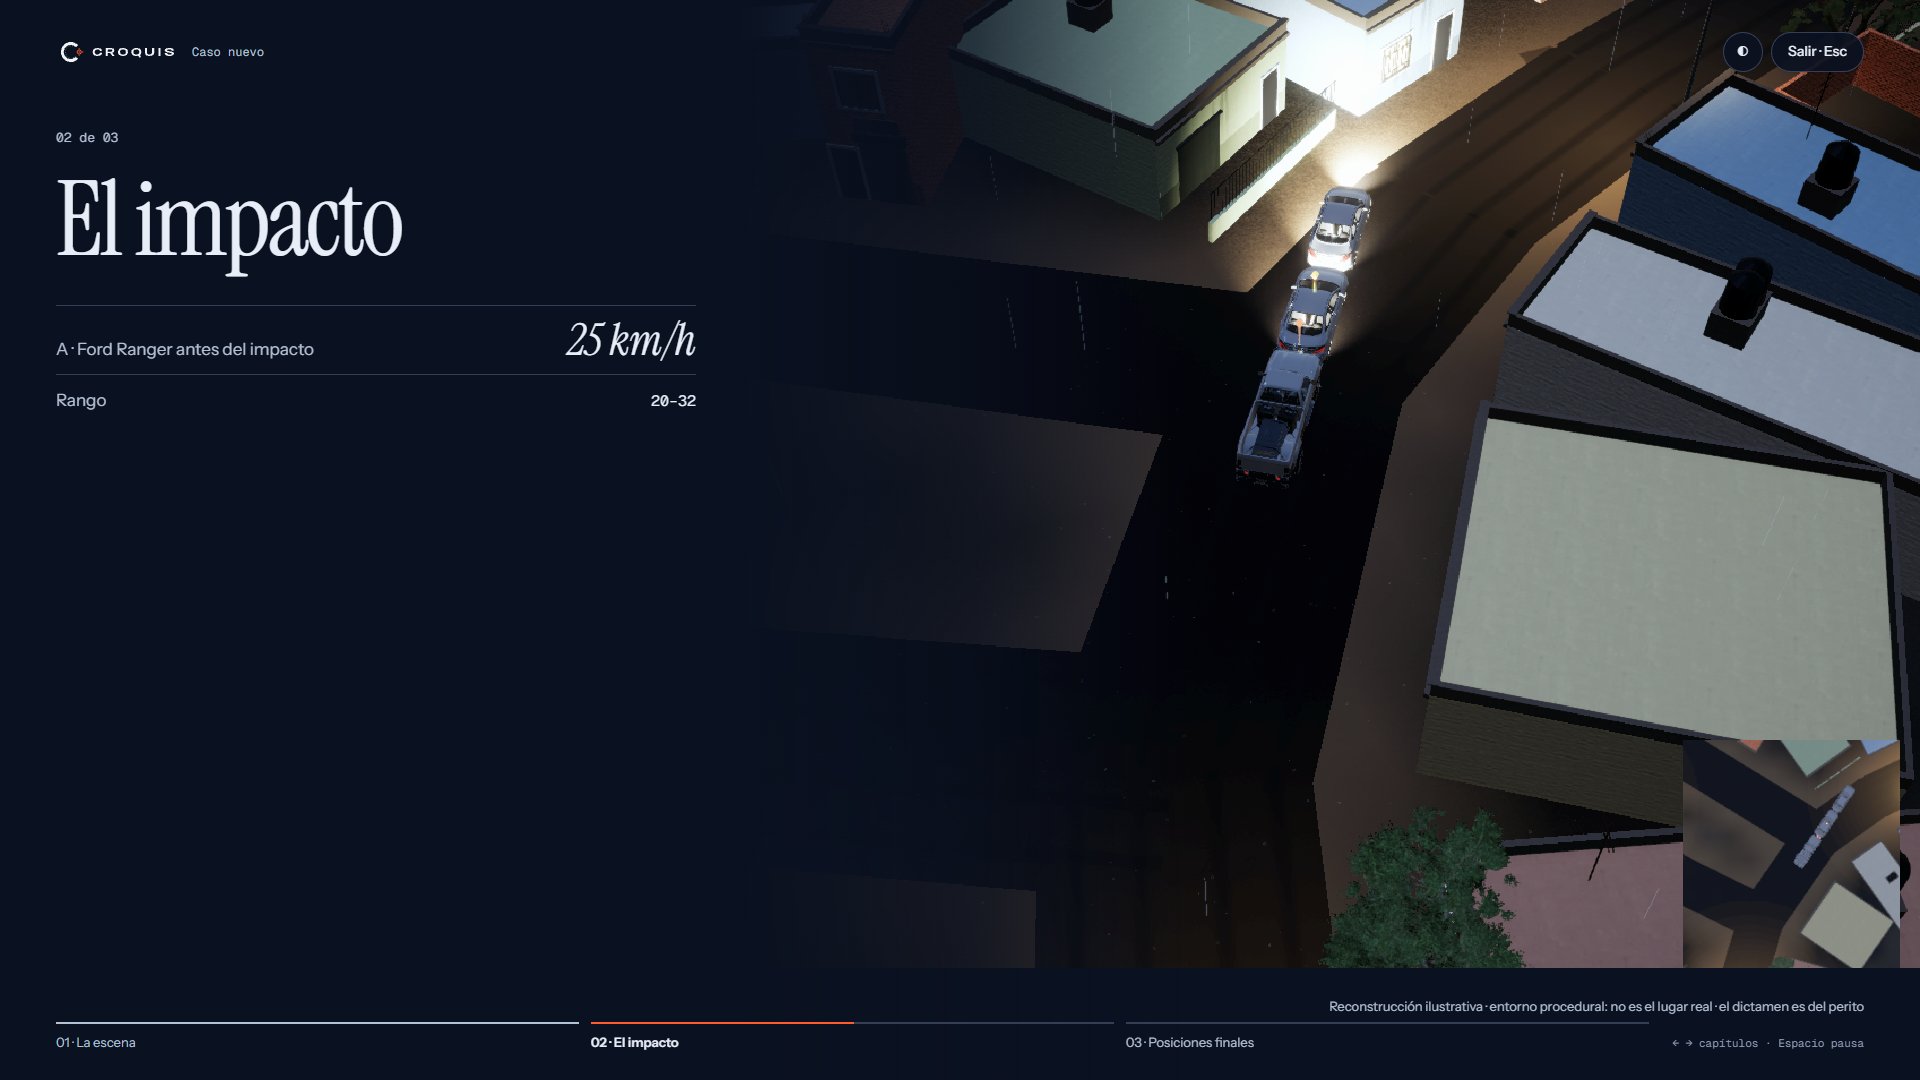 CROQUIS Caso nuevo
Salir · Esc
02 de 03
El impacto
A · Ford Ranger antes del impacto 25 km/h
Rango 20–32
Reconstrucción ilustrativa · entorno procedural: no es el lugar real · el dictamen es del perito
01 · La escena 02 · El impacto 03 · Posiciones finales ← → capítulos · Espacio pausa